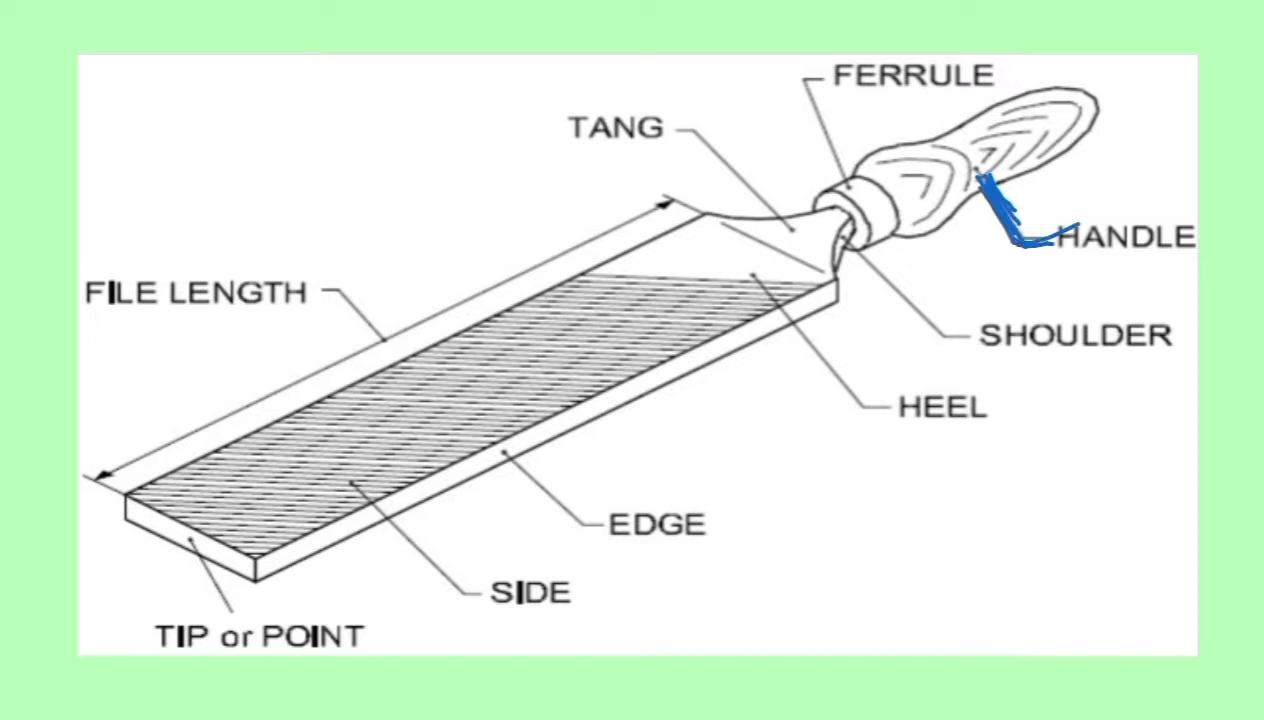 FERRULE
TANG
HANDLE
FILE LENGTH
SHOULDER
HEEL
EDGE
SIDE
TIP or POINT